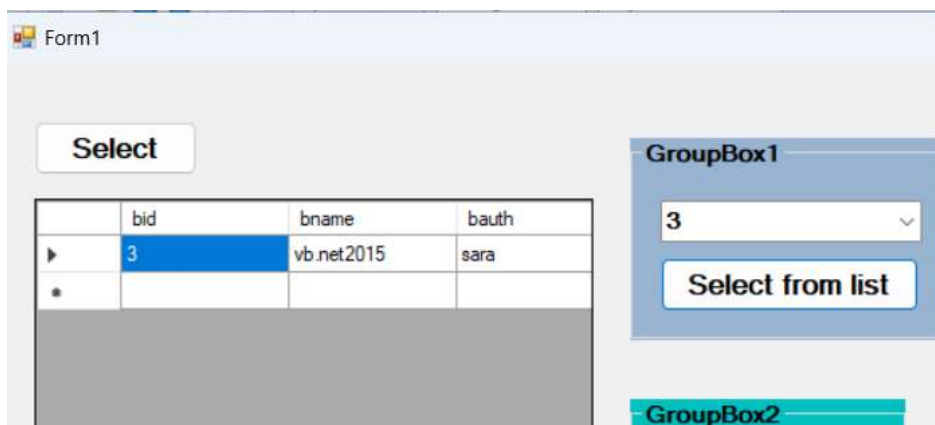 Form1
Select
GroupBox1
bid bname bauth
3
3 vb.net2015 sara
Select from list
GroupBox2